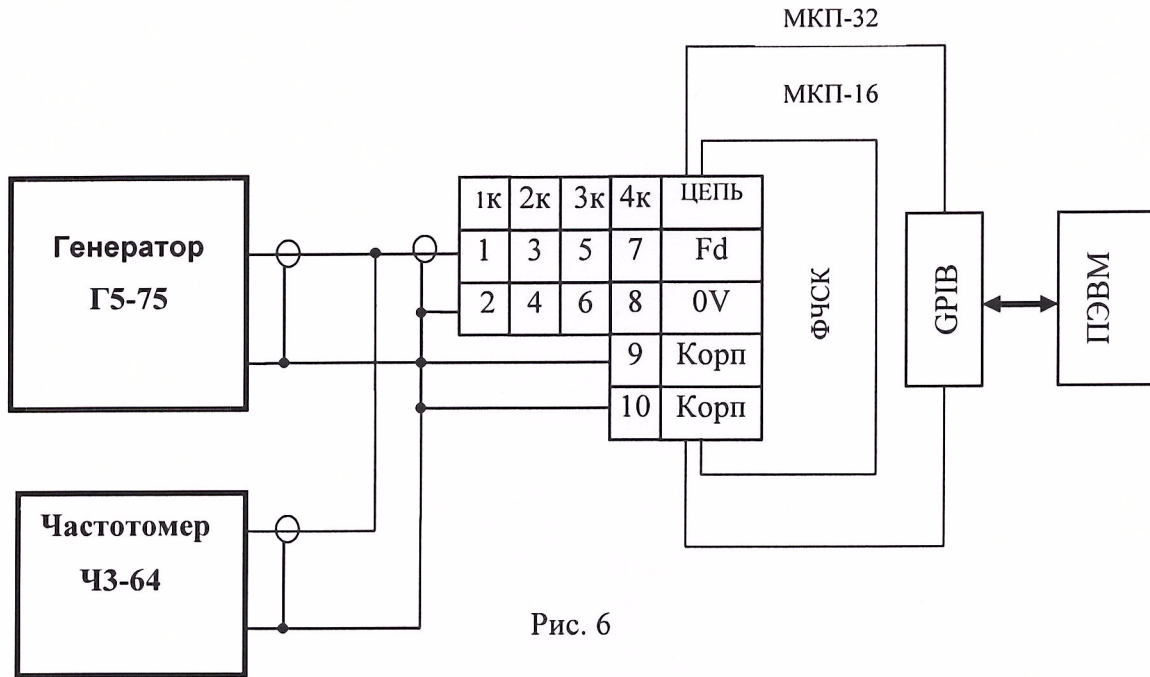 МКП-32
МКП-16
Генератор
Г5-75
1к 2к 3к 4к ЦЕПЬ
1 3 5 7 Fd
2 4 6 8 0V
9 Корп
10 Корп
ФЧСК
GPIB
ПЭВМ
Частотомер
Ч3-64
Рис. 6